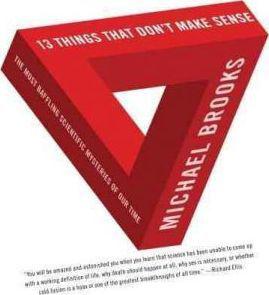 13 THINGS THAT DON'T MAKE SENSE
THE MOST BAFFLING SCIENTIFIC MYSTERIES OF OUR TIME
MICHAEL BROOKS
"You will be amazed and astonished you when you learn that science has been unable to come up
with a working definition of life, why death should happen at all, why sex is necessary, or whether
cold fusion is a hoax or one of the greatest breakthroughs of all time." —Richard Ellis